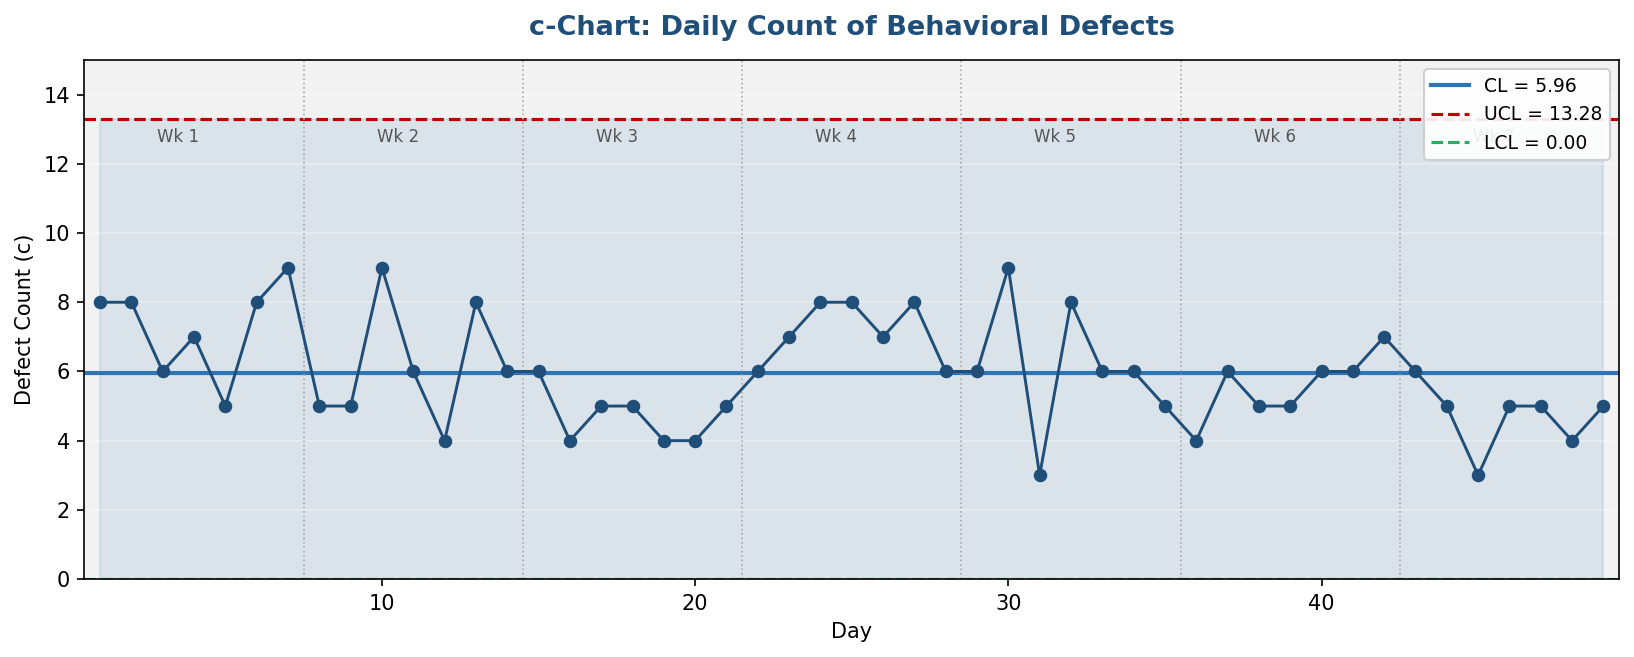 c-Chart: Daily Count of Behavioral Defects
CL = 5.96
UCL = 13.28
LCL = 0.00
Wk 1
Wk 2
Wk 3
Wk 4
Wk 5
Wk 6
Wk 7
Defect Count (c)
14
12
10
8
6
4
2
0
10
20
30
40
Day